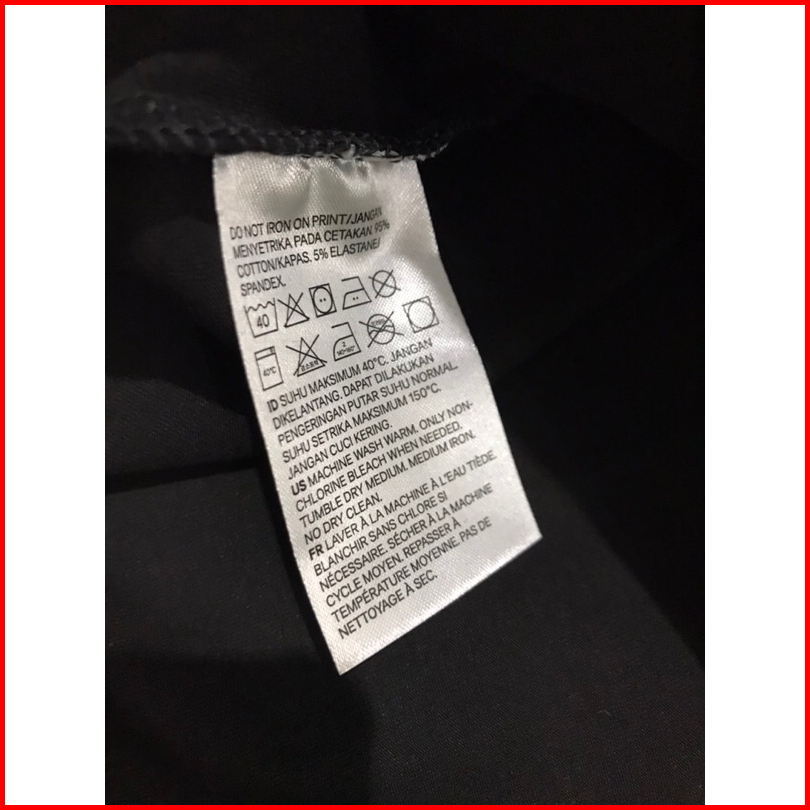 DO NOT IRON ON PRINT/JANGAN
MENYETRIKA PADA CETAKAN. 95%
COTTON/KAPAS. 5% ELASTANE/
SPANDEX.
40
40°C
2
140-160°
ID SUHU MAKSIMUM 40°C. JANGAN
DIKELANTANG. DAPAT DILAKUKAN
PENGERINGAN PUTAR SUHU NORMAL.
SUHU SETRIKA MAKSIMUM 150°C.
JANGAN CUCI KERING.
US MACHINE WASH WARM. ONLY NON-
CHLORINE BLEACH WHEN NEEDED.
TUMBLE DRY MEDIUM. MEDIUM IRON.
NO DRY CLEAN.
FR LAVER À LA MACHINE À L'EAU TIÈDE.
BLANCHIR SANS CHLORE SI
NÉCESSAIRE. SÉCHER À LA MACHINE
CYCLE MOYEN. REPASSER À
TEMPÉRATURE MOYENNE. PAS DE
NETTOYAGE À SEC.